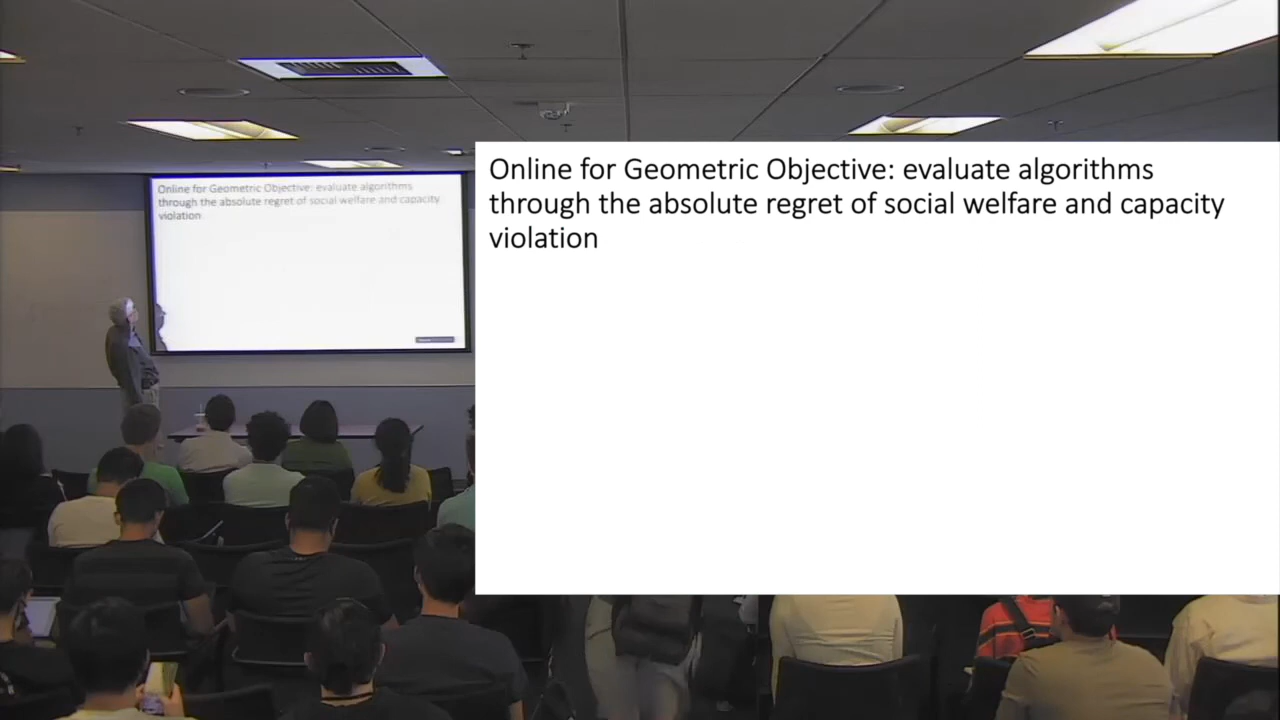 Online for Geometric Objective: evaluate algorithms
through the absolute regret of social welfare and capacity
violation
Online for Geometric Objective: evaluate algorithms
through the absolute regret of social welfare and capacity
violation